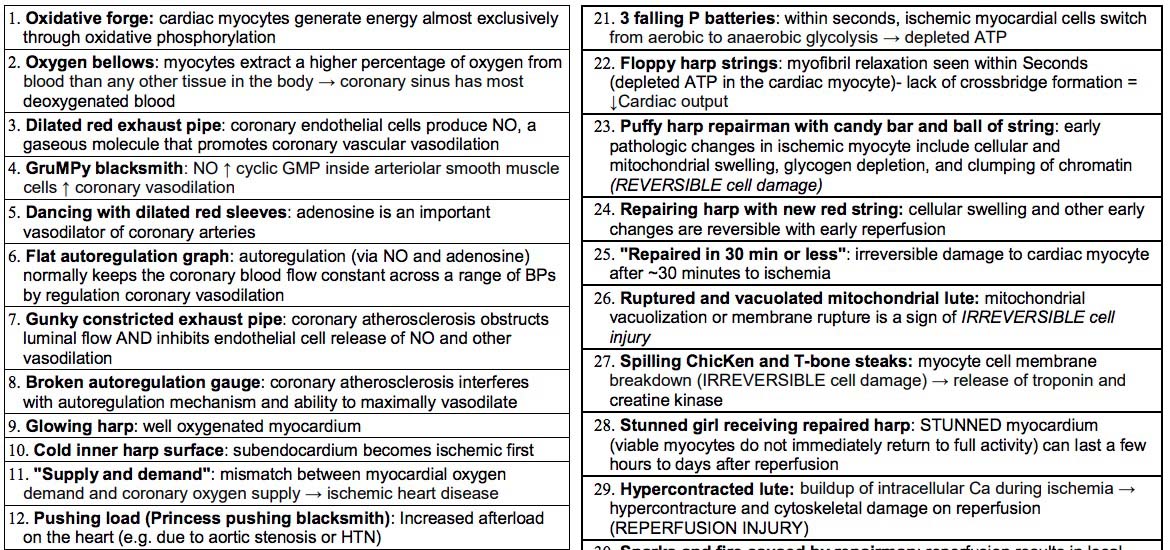 1. Oxidative forge: cardiac myocytes generate energy almost exclusively
through oxidative phosphorylation
2. Oxygen bellows: myocytes extract a higher percentage of oxygen from
blood than any other tissue in the body → coronary sinus has most
deoxygenated blood
3. Dilated red exhaust pipe: coronary endothelial cells produce NO, a
gaseous molecule that promotes coronary vascular vasodilation
4. GruMPy blacksmith: NO ↑ cyclic GMP inside arteriolar smooth muscle
cells ↑ coronary vasodilation
5. Dancing with dilated red sleeves: adenosine is an important
vasodilator of coronary arteries
6. Flat autoregulation graph: autoregulation (via NO and adenosine)
normally keeps the coronary blood flow constant across a range of BPs
by regulation coronary vasodilation
7. Gunky constricted exhaust pipe: coronary atherosclerosis obstructs
luminal flow AND inhibits endothelial cell release of NO and other
vasodilation
8. Broken autoregulation gauge: coronary atherosclerosis interferes
with autoregulation mechanism and ability to maximally vasodilate
9. Glowing harp: well oxygenated myocardium
10. Cold inner harp surface: subendocardium becomes ischemic first
11. "Supply and demand": mismatch between myocardial oxygen
demand and coronary oxygen supply → ischemic heart disease
12. Pushing load (Princess pushing blacksmith): Increased afterload
on the heart (e.g. due to aortic stenosis or HTN)
21. 3 falling P batteries: within seconds, ischemic myocardial cells switch
from aerobic to anaerobic glycolysis → depleted ATP
22. Floppy harp strings: myofibril relaxation seen within Seconds
(depleted ATP in the cardiac myocyte)- lack of crossbridge formation =
↓Cardiac output
23. Puffy harp repairman with candy bar and ball of string: early
pathologic changes in ischemic myocyte include cellular and
mitochondrial swelling, glycogen depletion, and clumping of chromatin
(REVERSIBLE cell damage)
24. Repairing harp with new red string: cellular swelling and other early
changes are reversible with early reperfusion
25. "Repaired in 30 min or less": irreversible damage to cardiac myocyte
after ~30 minutes to ischemia
26. Ruptured and vacuolated mitochondrial lute: mitochondrial
vacuolization or membrane rupture is a sign of IRREVERSIBLE cell
injury
27. Spilling ChicKen and T-bone steaks: myocyte cell membrane
breakdown (IRREVERSIBLE cell damage) → release of troponin and
creatine kinase
28. Stunned girl receiving repaired harp: STUNNED myocardium
(viable myocytes do not immediately return to full activity) can last a few
hours to days after reperfusion
29. Hypercontracted lute: buildup of intracellular Ca during ischemia →
hypercontracture and cytoskeletal damage on reperfusion
(REPERFUSION INJURY)
30. Sparks and fire caused by repairman: reperfusion results in local